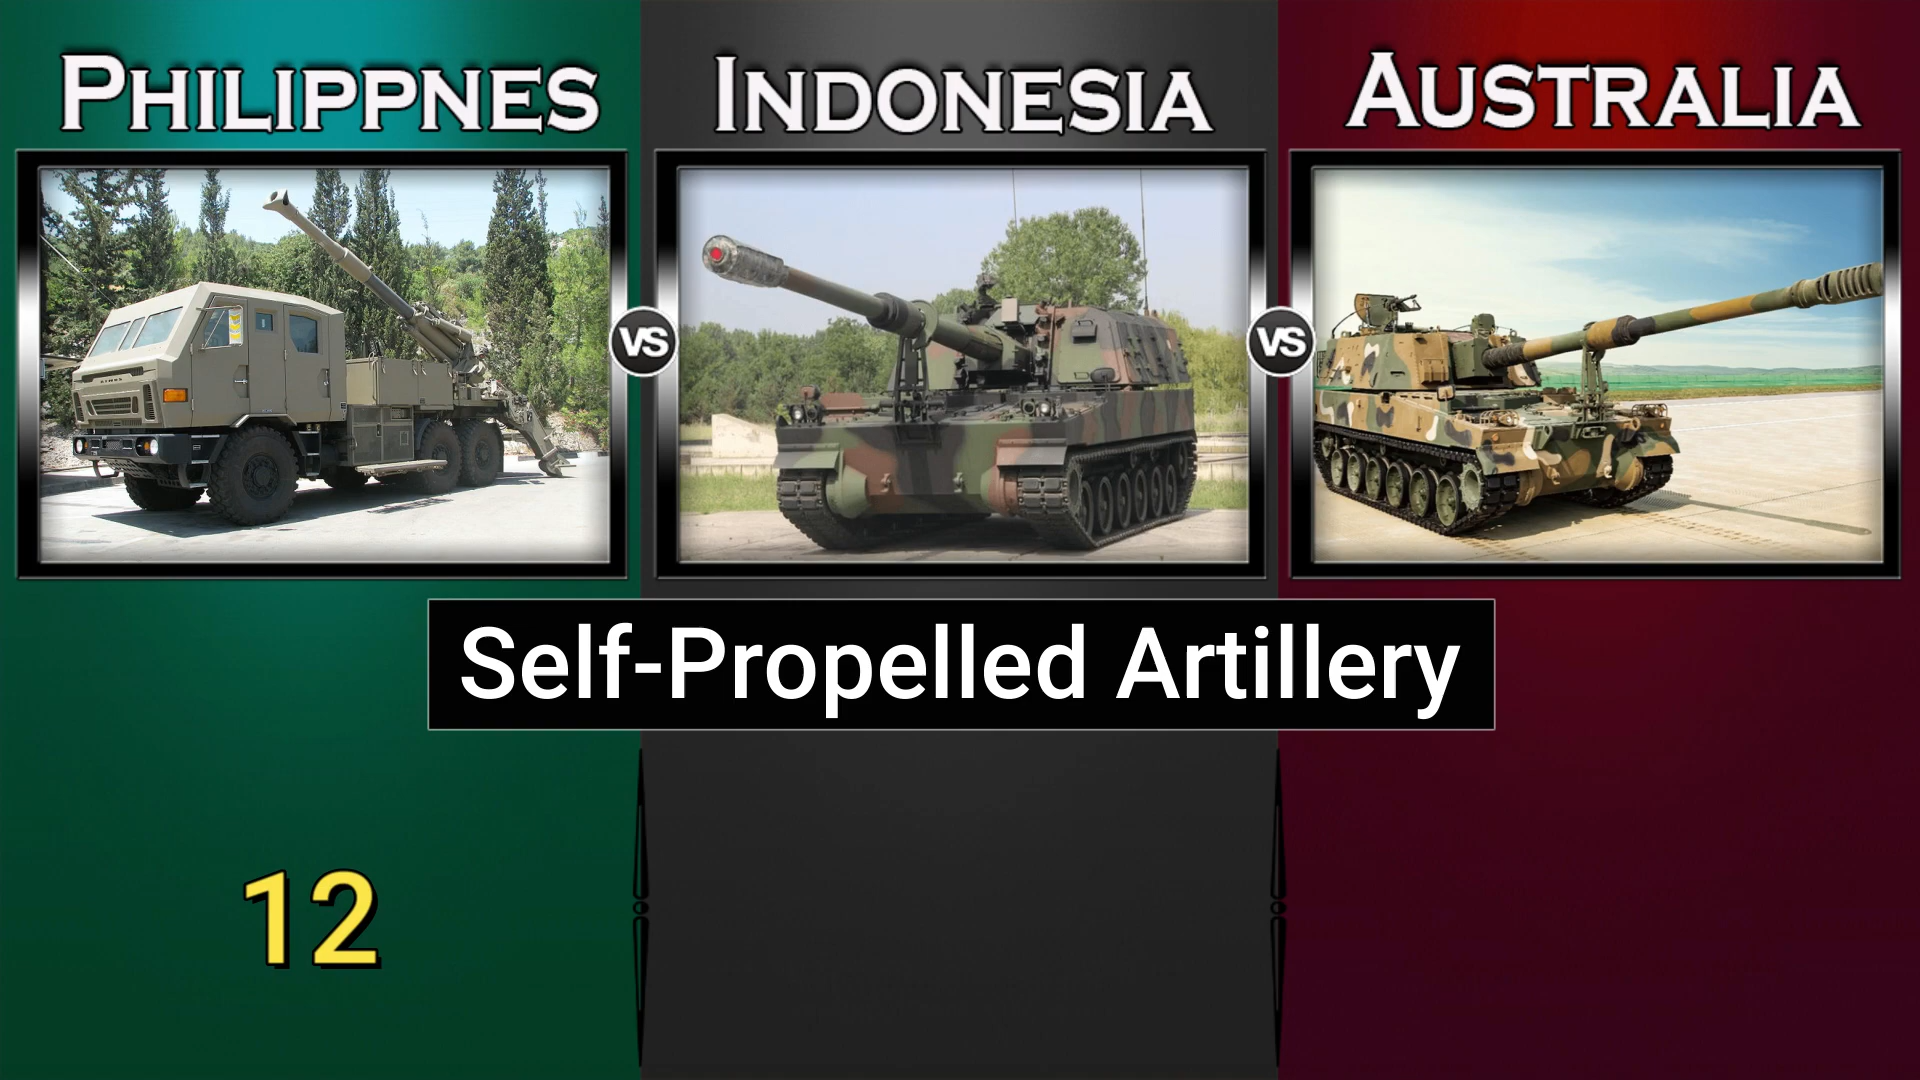 PHILIPPNES
INDONESIA
AUSTRALIA
VS
VS
Self-Propelled Artillery
12